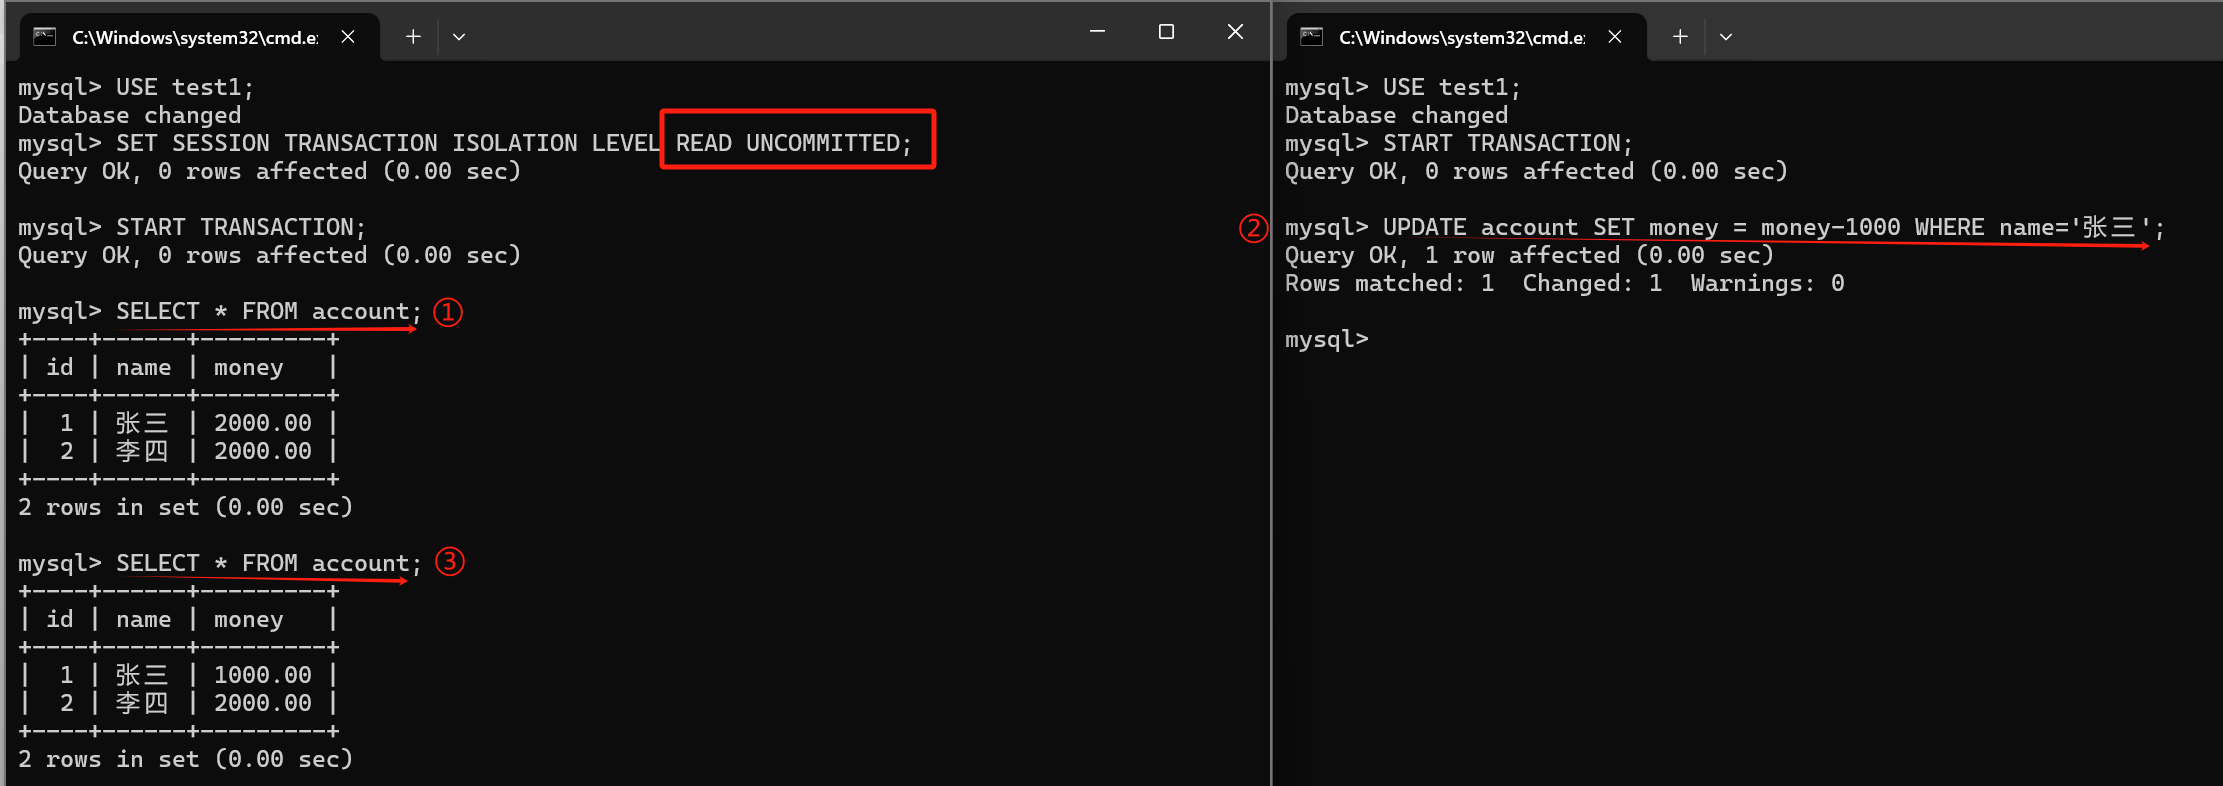 C:\Windows\system32\cmd.e:
mysql> USE test1;
Database changed
mysql> SET SESSION TRANSACTION ISOLATION LEVEL READ UNCOMMITTED;
Query OK, 0 rows affected (0.00 sec)
mysql> START TRANSACTION;
Query OK, 0 rows affected (0.00 sec)
mysql> SELECT * FROM account; ①
+----+------+---------+
| id | name | money   |
+----+------+---------+
|  1 | 张三 | 2000.00 |
|  2 | 李四 | 2000.00 |
+----+------+---------+
2 rows in set (0.00 sec)
mysql> SELECT * FROM account; ③
+----+------+---------+
| id | name | money   |
+----+------+---------+
|  1 | 张三 | 1000.00 |
|  2 | 李四 | 2000.00 |
+----+------+---------+
2 rows in set (0.00 sec)
C:\Windows\system32\cmd.e:
mysql> USE test1;
Database changed
mysql> START TRANSACTION;
Query OK, 0 rows affected (0.00 sec)
② mysql> UPDATE account SET money = money-1000 WHERE name='张三';
Query OK, 1 row affected (0.00 sec)
Rows matched: 1  Changed: 1  Warnings: 0
mysql>